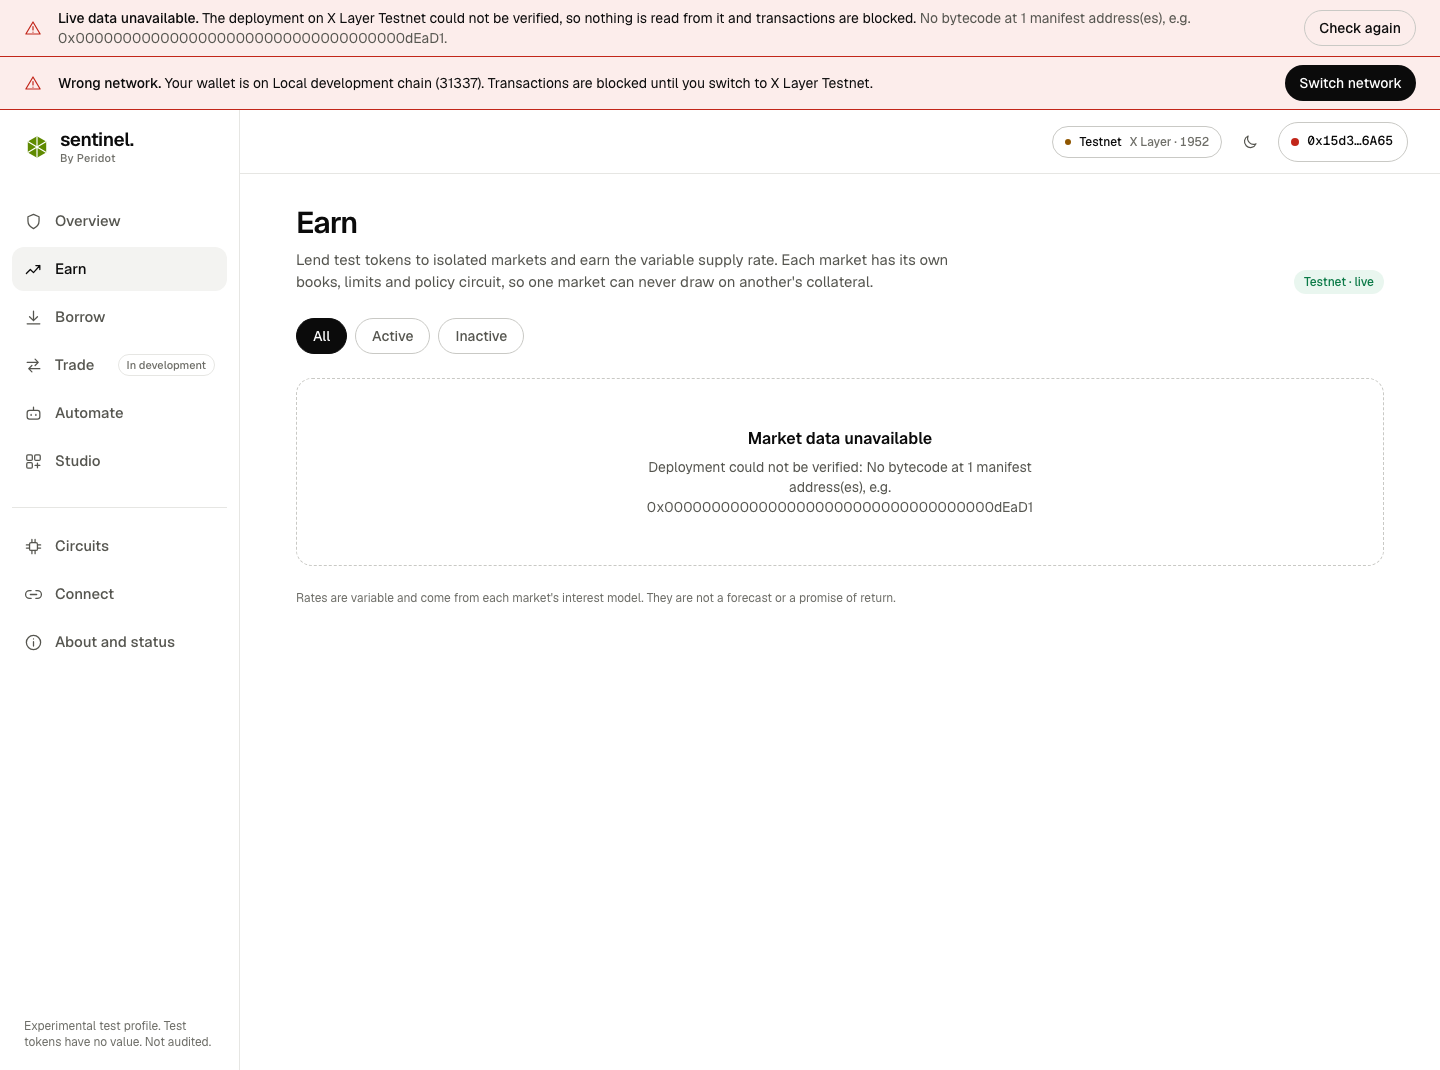 Live data unavailable. The deployment on X Layer Testnet could not be verified, so nothing is read from it and transactions are blocked. No bytecode at 1 manifest address(es), e.g.
0x000000000000000000000000000000000000dEaD1.
Check again
Wrong network. Your wallet is on Local development chain (31337). Transactions are blocked until you switch to X Layer Testnet.
Switch network
sentinel.
By Peridot
Testnet X Layer · 1952
0x15d3…6A65
Overview
Earn
Borrow
Trade In development
Automate
Studio
Circuits
Connect
About and status
Experimental test profile. Test
tokens have no value. Not audited.
Earn
Lend test tokens to isolated markets and earn the variable supply rate. Each market has its own
books, limits and policy circuit, so one market can never draw on another's collateral.
Testnet · live
All
Active
Inactive
Market data unavailable
Deployment could not be verified: No bytecode at 1 manifest
address(es), e.g.
0x000000000000000000000000000000000000dEaD1
Rates are variable and come from each market's interest model. They are not a forecast or a promise of return.